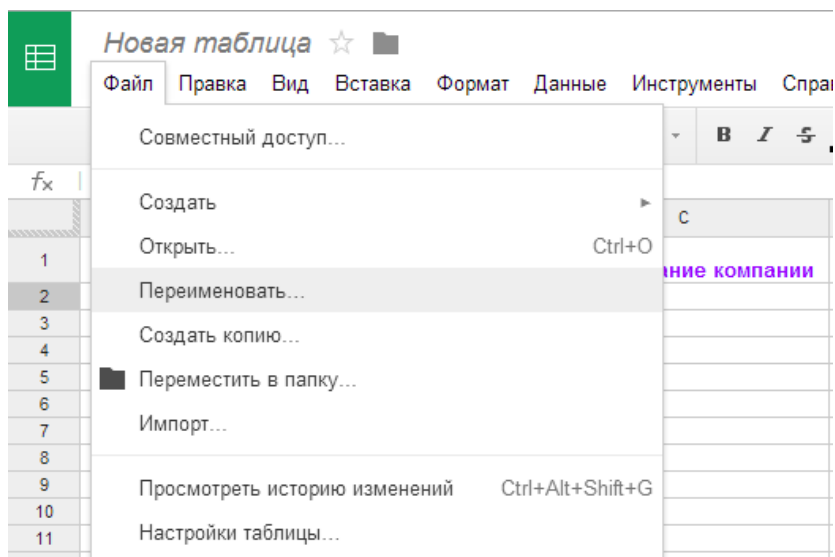 Новая таблица
Файл Правка Вид Вставка Формат Данные Инструменты
B I S
Совместный доступ...
fx
Создать
C
Открыть... Ctrl+O
1
Переименовать...
компании
2
3
Создать копию...
4
5
Переместить в папку...
6
Импорт...
7
8
9
Просмотреть историю изменений Ctrl+Alt+Shift+G
10
11
Настройки таблицы...